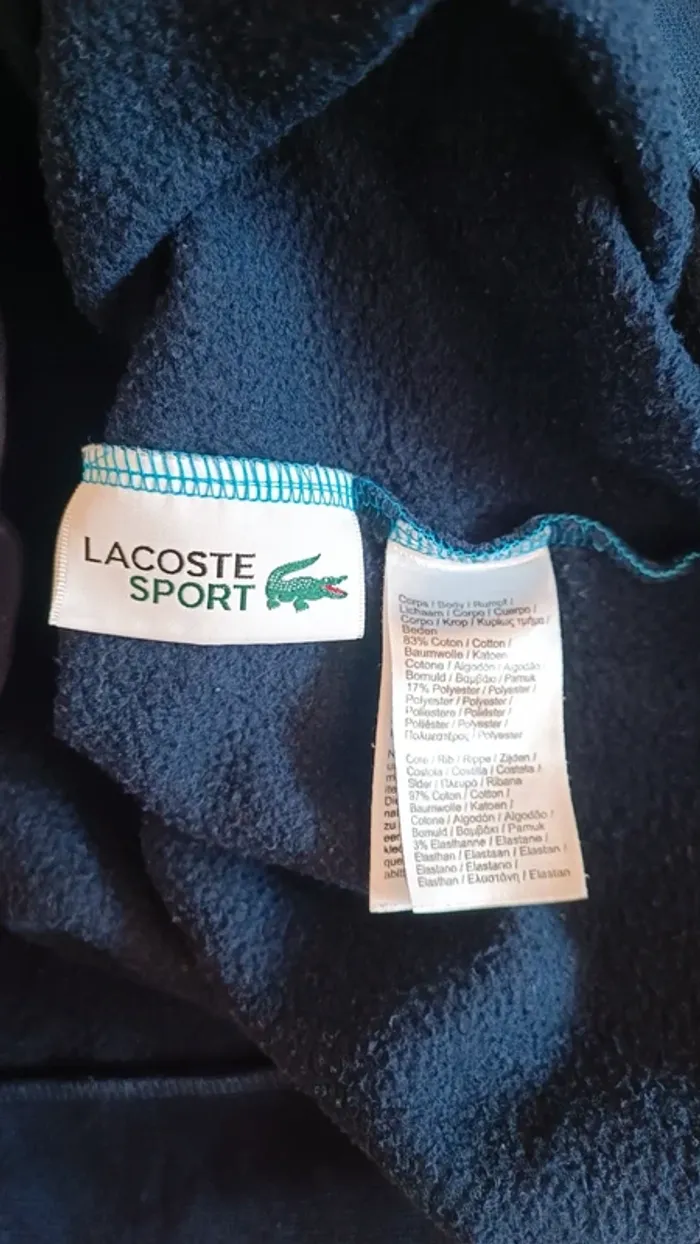 LACOSTE
SPORT
Corps / Body / Rumpf /
Lichaam / Corpo / Cuerpo /
Corpo / Krop / Κυρίως τμήμα /
Beden
83% Coton / Cotton /
Baumwolle / Katoen /
Cotone / Algodón / Algodão /
Bomuld / Βαμβάκι / Pamuk
17% Polyester / Polyester /
Polyester / Polyester /
Poliestere / Poliéster /
Poliéster / Polyester /
Πολυεστέρας / Polyester
Cote / Rib / Rippe / Zijden /
Costola / Costilla / Costela /
Sider / Πλευρό / Ribana
97% Coton / Cotton /
Baumwolle / Katoen /
Cotone / Algodón / Algodão /
Bomuld / Βαμβάκι / Pamuk
3% Elasthanne / Elastane /
Elasthan / Elastaan / Elastan /
Elastano / Elastano /
Elasthan / Ελαστάνη / Elastan